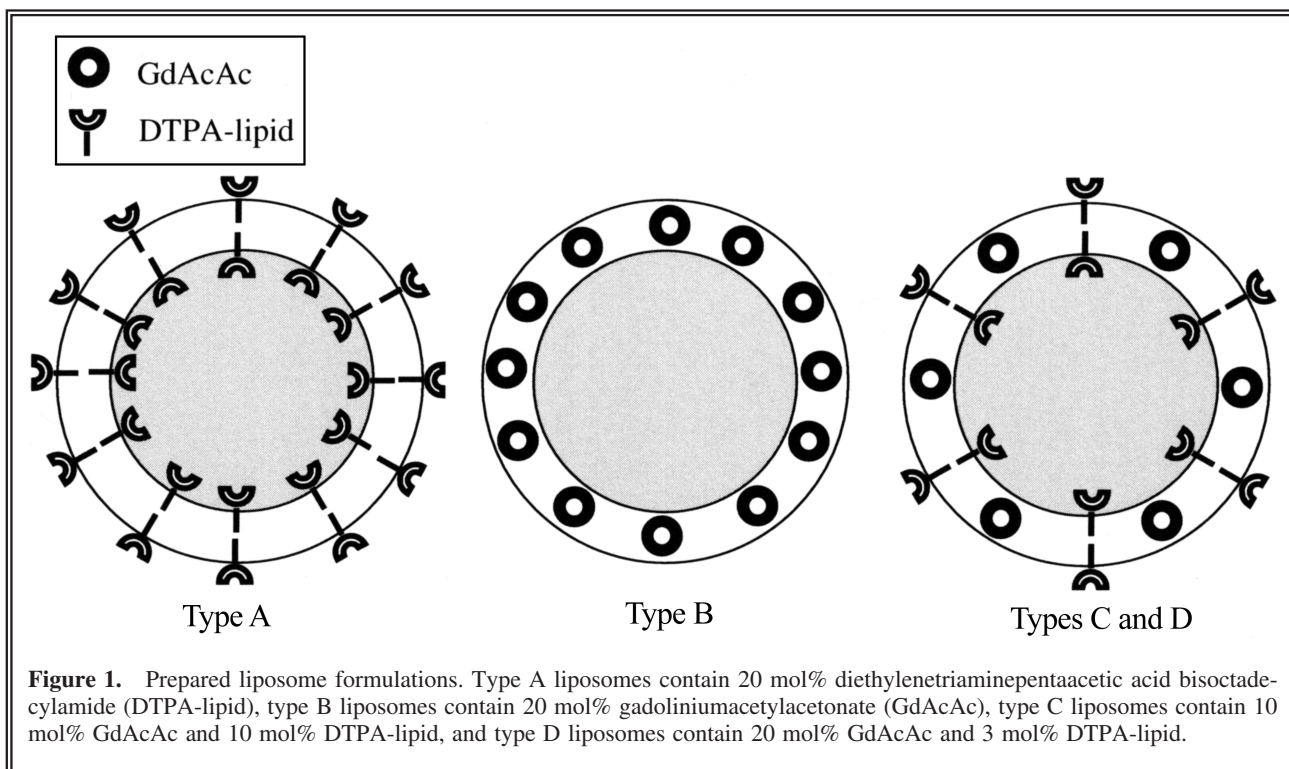 GdAcAc
DTPA-lipid
Type A
Type B
Types C and D
Figure 1. Prepared liposome formulations. Type A liposomes contain 20 mol% diethylenetriaminepentaacetic acid bisoctade-
cylamide (DTPA-lipid), type B liposomes contain 20 mol% gadoliniumacetylacetonate (GdAcAc), type C liposomes contain 10
mol% GdAcAc and 10 mol% DTPA-lipid, and type D liposomes contain 20 mol% GdAcAc and 3 mol% DTPA-lipid.